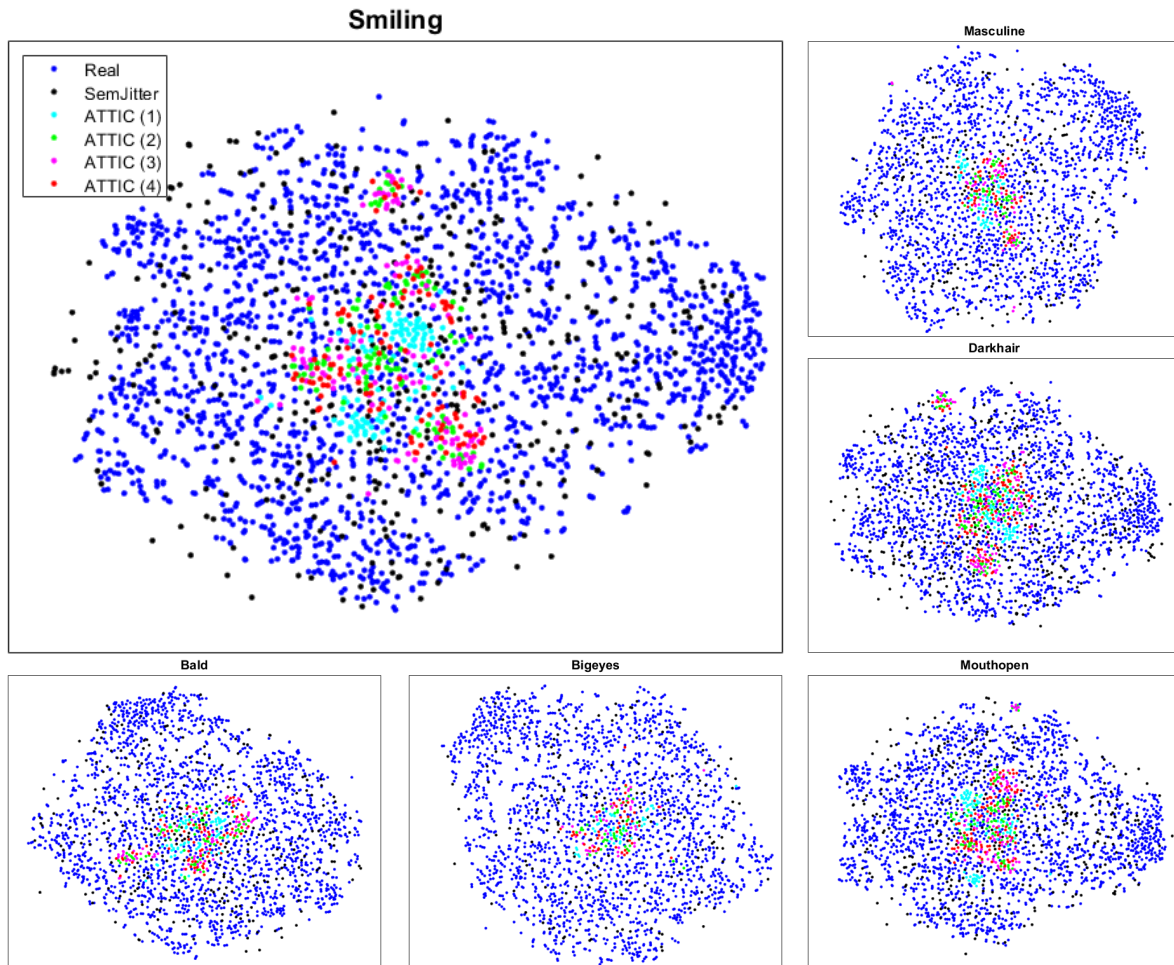 Smiling
Real
SemJitter
ATTIC (1)
ATTIC (2)
ATTIC (3)
ATTIC (4)
Masculine
Darkhair
Bald
Bigeyes
Mouthopen